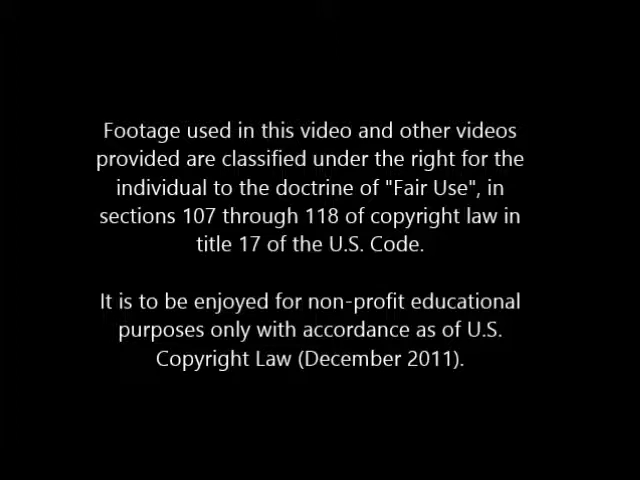 Footage used in this video and other videos
provided are classified under the right for the
individual to the doctrine of "Fair Use", in
sections 107 through 118 of copyright law in
title 17 of the U.S. Code.
It is to be enjoyed for non-profit educational
purposes only with accordance as of U.S.
Copyright Law (December 2011).